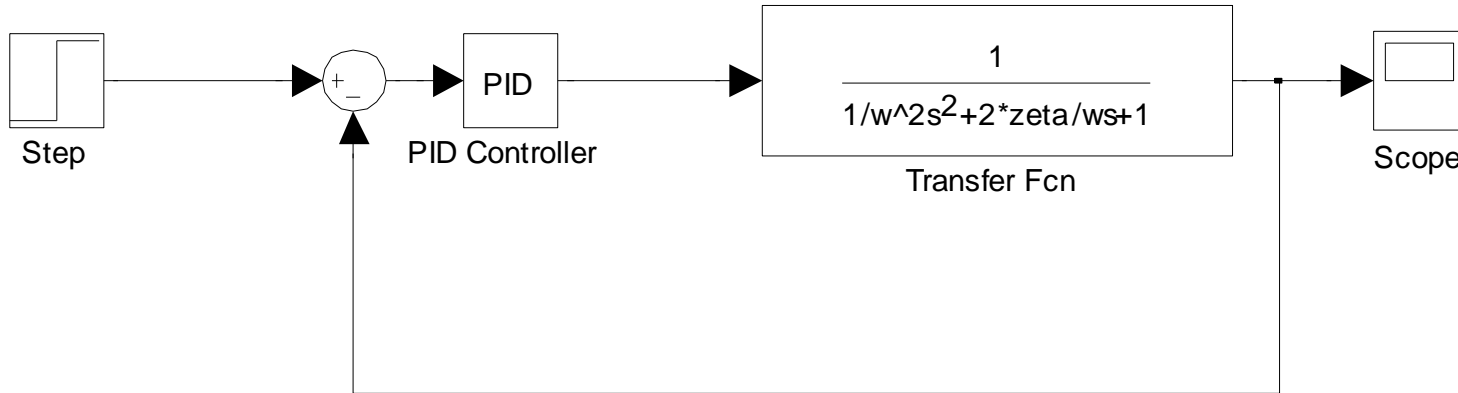 Step
+
−
PID
PID Controller
1
1/w^2s²+2*zeta/ws+1
Transfer Fcn
Scope